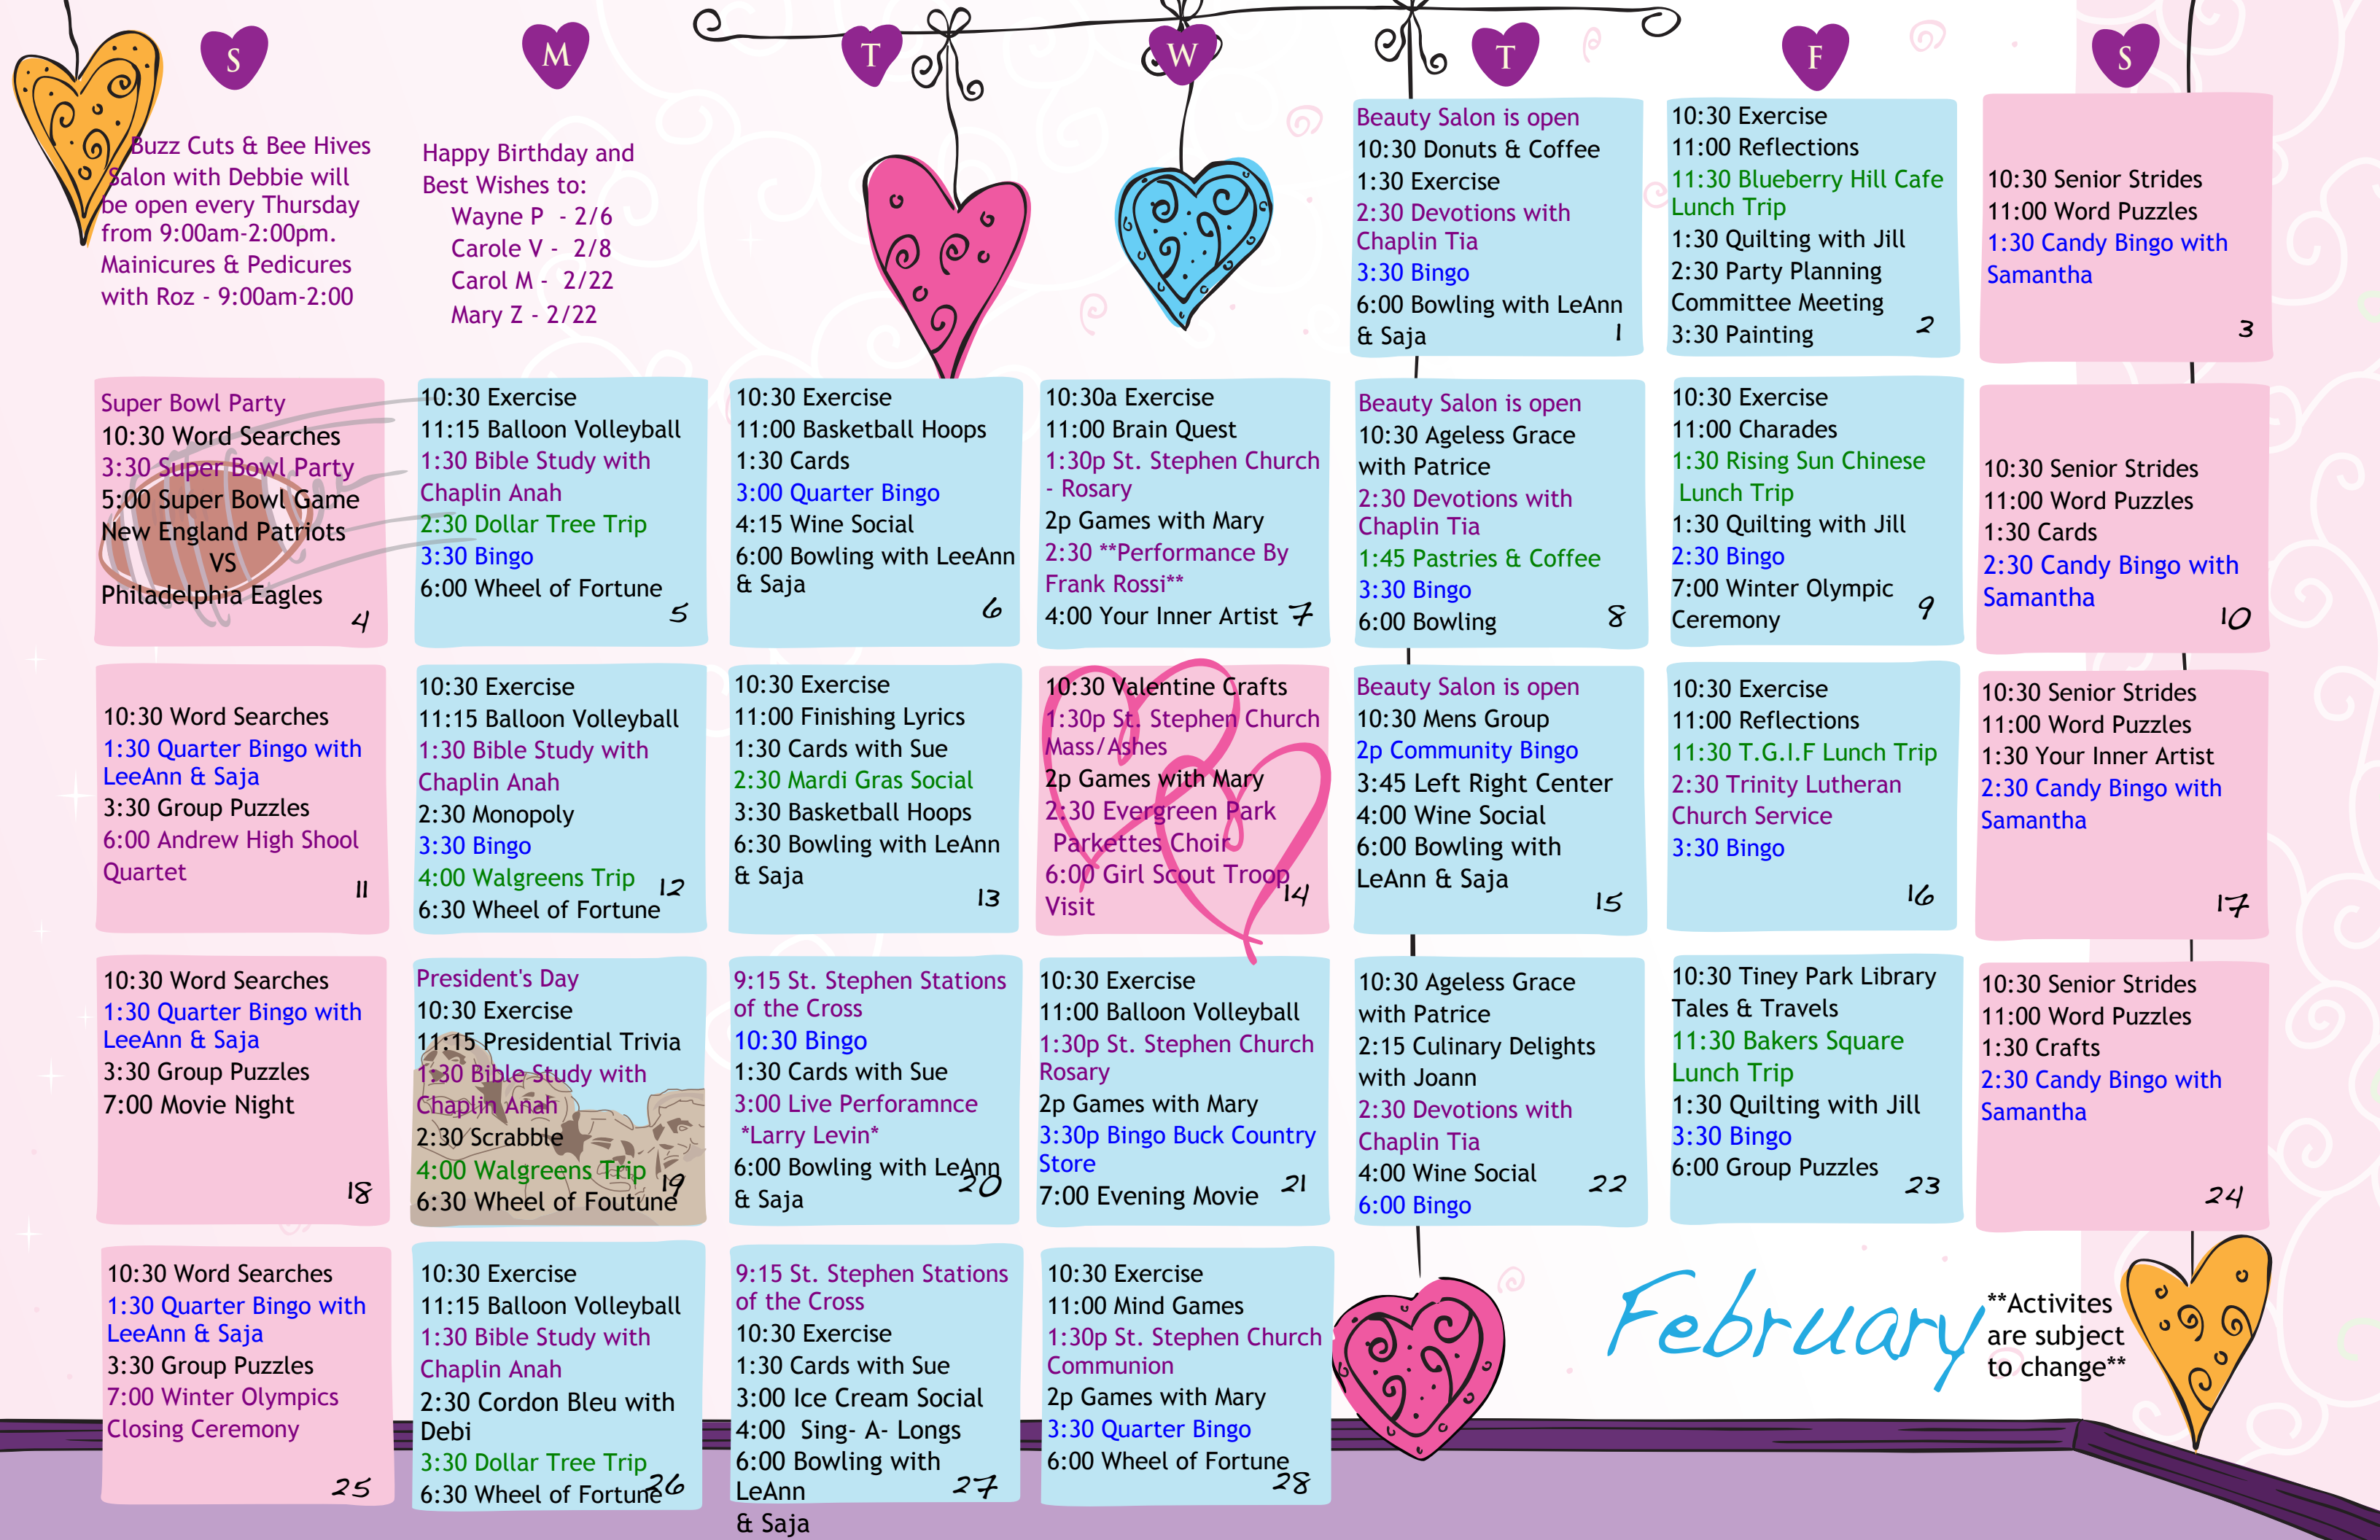 S
M
T
W
T
F
S
Buzz Cuts & Bee Hives
Salon with Debbie will
be open every Thursday
from 9:00am-2:00pm.
Mainicures & Pedicures
with Roz - 9:00am-2:00
Happy Birthday and
Best Wishes to:
Wayne P - 2/6
Carole V - 2/8
Carol M - 2/22
Mary Z - 2/22
Beauty Salon is open
10:30 Donuts & Coffee
1:30 Exercise
2:30 Devotions with
Chaplin Tia
3:30 Bingo
6:00 Bowling with LeAnn
& Saja
1
10:30 Exercise
11:00 Reflections
11:30 Blueberry Hill Cafe
Lunch Trip
1:30 Quilting with Jill
2:30 Party Planning
Committee Meeting
3:30 Painting
2
10:30 Senior Strides
11:00 Word Puzzles
1:30 Candy Bingo with
Samantha
3
Super Bowl Party
10:30 Word Searches
3:30 Super Bowl Party
5:00 Super Bowl Game
New England Patriots
VS
Philadelphia Eagles
4
10:30 Exercise
11:15 Balloon Volleyball
1:30 Bible Study with
Chaplin Anah
2:30 Dollar Tree Trip
3:30 Bingo
6:00 Wheel of Fortune
5
10:30 Exercise
11:00 Basketball Hoops
1:30 Cards
3:00 Quarter Bingo
4:15 Wine Social
6:00 Bowling with LeeAnn
& Saja
6
10:30a Exercise
11:00 Brain Quest
1:30p St. Stephen Church
- Rosary
2p Games with Mary
2:30 **Performance By
Frank Rossi**
4:00 Your Inner Artist
7
Beauty Salon is open
10:30 Ageless Grace
with Patrice
2:30 Devotions with
Chaplin Tia
1:45 Pastries & Coffee
3:30 Bingo
6:00 Bowling
8
10:30 Exercise
11:00 Charades
1:30 Rising Sun Chinese
Lunch Trip
1:30 Quilting with Jill
2:30 Bingo
7:00 Winter Olympic
Ceremony
9
10:30 Senior Strides
11:00 Word Puzzles
1:30 Cards
2:30 Candy Bingo with
Samantha
10
10:30 Word Searches
1:30 Quarter Bingo with
LeeAnn & Saja
3:30 Group Puzzles
6:00 Andrew High Shool
Quartet
11
10:30 Exercise
11:15 Balloon Volleyball
1:30 Bible Study with
Chaplin Anah
2:30 Monopoly
3:30 Bingo
4:00 Walgreens Trip
6:30 Wheel of Fortune
12
10:30 Exercise
11:00 Finishing Lyrics
1:30 Cards with Sue
2:30 Mardi Gras Social
3:30 Basketball Hoops
6:30 Bowling with LeAnn
& Saja
13
10:30 Valentine Crafts
1:30p St. Stephen Church
Mass/Ashes
2p Games with Mary
2:30 Evergreen Park
Parkettes Choir
6:00 Girl Scout Troop
Visit
14
Beauty Salon is open
10:30 Mens Group
2p Community Bingo
3:45 Left Right Center
4:00 Wine Social
6:00 Bowling with
LeAnn & Saja
15
10:30 Exercise
11:00 Reflections
11:30 T.G.I.F Lunch Trip
2:30 Trinity Lutheran
Church Service
3:30 Bingo
16
10:30 Senior Strides
11:00 Word Puzzles
1:30 Your Inner Artist
2:30 Candy Bingo with
Samantha
17
10:30 Word Searches
1:30 Quarter Bingo with
LeeAnn & Saja
3:30 Group Puzzles
7:00 Movie Night
18
President's Day
10:30 Exercise
11:15 Presidential Trivia
1:30 Bible Study with
Chaplin Anah
2:30 Scrabble
4:00 Walgreens Trip
6:30 Wheel of Foutune
19
9:15 St. Stephen Stations
of the Cross
10:30 Bingo
1:30 Cards with Sue
3:00 Live Perforamnce
*Larry Levin*
6:00 Bowling with LeAnn
& Saja
20
10:30 Exercise
11:00 Balloon Volleyball
1:30p St. Stephen Church
Rosary
2p Games with Mary
3:30p Bingo Buck Country
Store
7:00 Evening Movie
21
10:30 Ageless Grace
with Patrice
2:15 Culinary Delights
with Joann
2:30 Devotions with
Chaplin Tia
4:00 Wine Social
6:00 Bingo
22
10:30 Tiney Park Library
Tales & Travels
11:30 Bakers Square
Lunch Trip
1:30 Quilting with Jill
3:30 Bingo
6:00 Group Puzzles
23
10:30 Senior Strides
11:00 Word Puzzles
1:30 Crafts
2:30 Candy Bingo with
Samantha
24
10:30 Word Searches
1:30 Quarter Bingo with
LeeAnn & Saja
3:30 Group Puzzles
7:00 Winter Olympics
Closing Ceremony
25
10:30 Exercise
11:15 Balloon Volleyball
1:30 Bible Study with
Chaplin Anah
2:30 Cordon Bleu with
Debi
3:30 Dollar Tree Trip
6:30 Wheel of Fortune
26
9:15 St. Stephen Stations
of the Cross
10:30 Exercise
1:30 Cards with Sue
3:00 Ice Cream Social
4:00 Sing- A- Longs
6:00 Bowling with
LeAnn
& Saja
27
10:30 Exercise
11:00 Mind Games
1:30p St. Stephen Church
Communion
2p Games with Mary
3:30 Quarter Bingo
6:00 Wheel of Fortune
28
February
**Activites
are subject
to change**